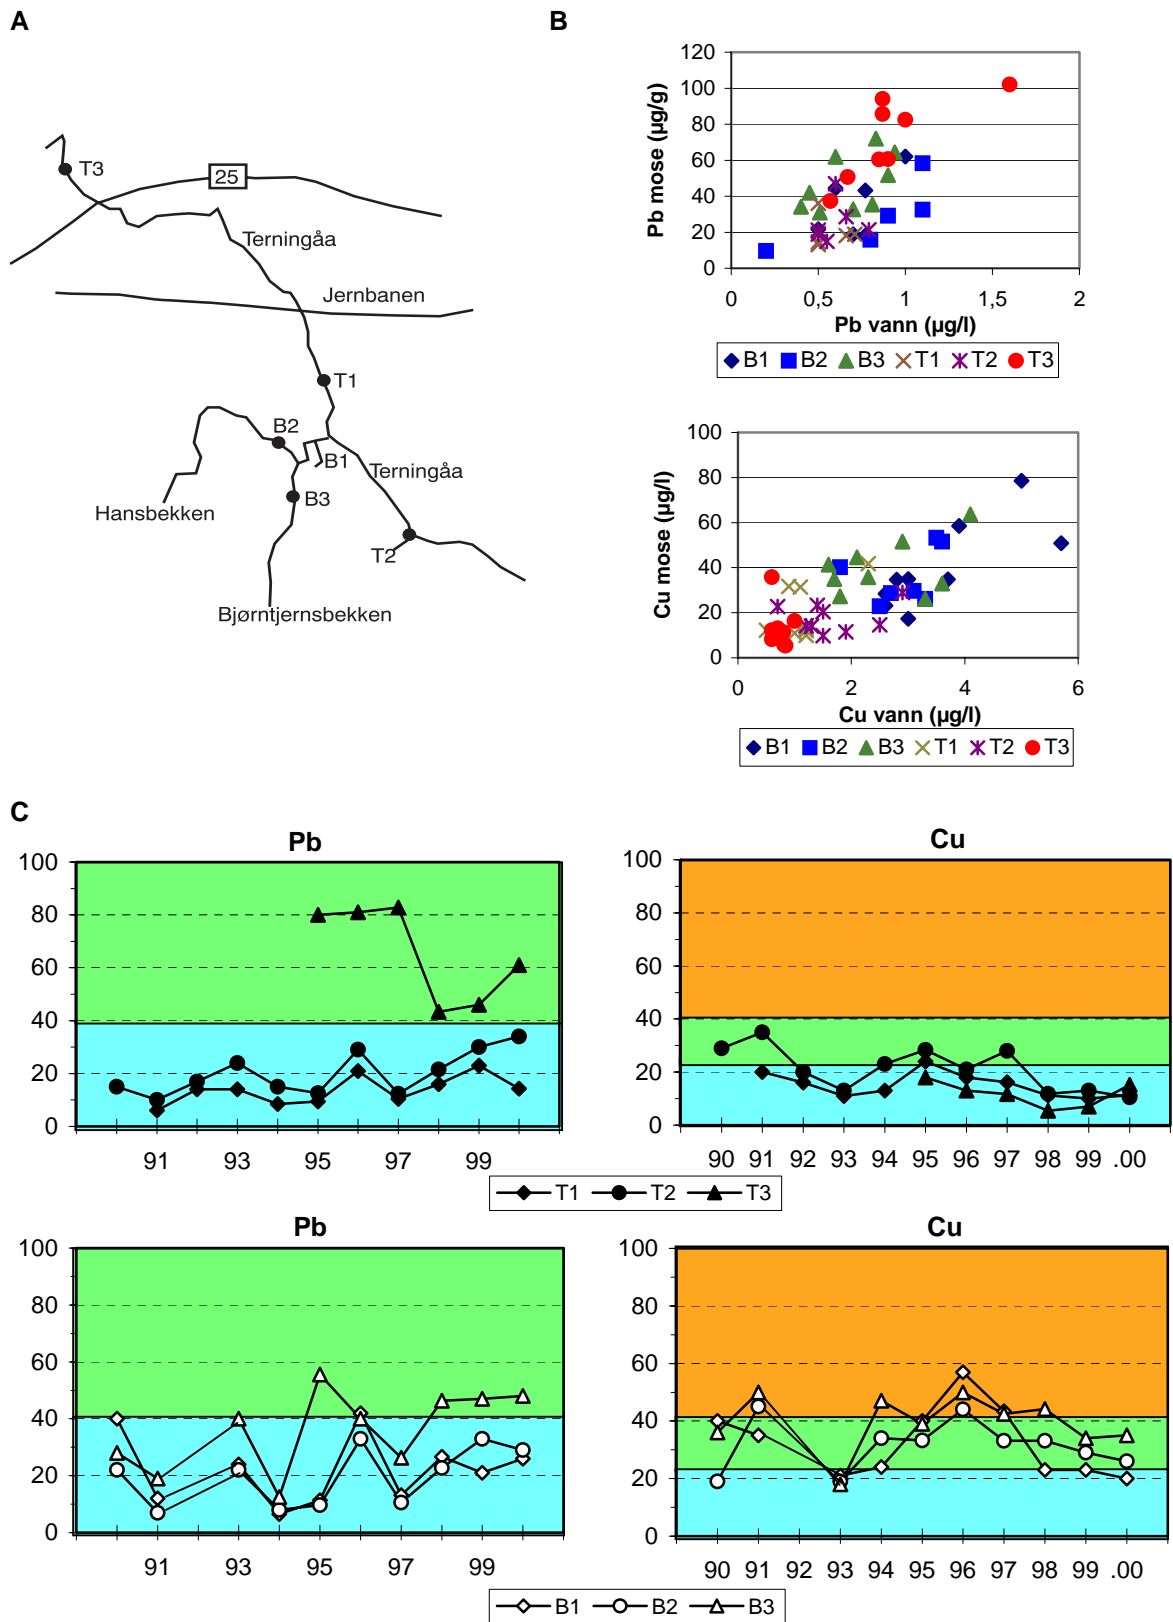 A
B
T3
25
Terningåa
Jernbanen
T1
B2
B1
Terningåa
B3
Hansbekken
T2
Bjørntjernsbekken
120
100
80
60
40
20
0
Pb mose (µg/g)
0 0,5 1 1,5 2
Pb vann (µg/l)
B1 B2 B3 T1 T2 T3
100
80
60
40
20
0
Cu mose (µg/l)
0 2 4 6
Cu vann (µg/l)
B1 B2 B3 T1 T2 T3
C
Pb
100
80
60
40
20
0
91 93 95 97 99
Cu
100
80
60
40
20
0
90 91 92 93 94 95 96 97 98 99 .00
T1 T2 T3
Pb
100
80
60
40
20
0
91 93 95 97 99
Cu
100
80
60
40
20
0
90 91 92 93 94 95 96 97 98 99 .00
B1 B2 B3